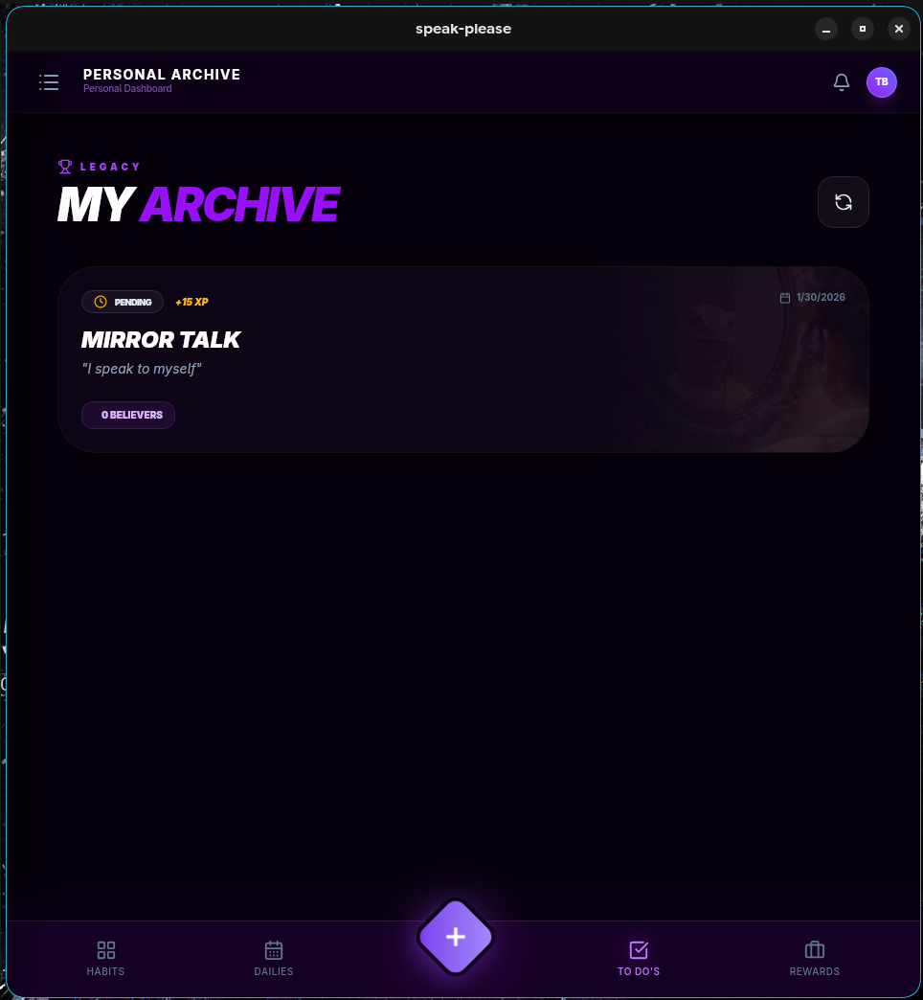 speak-please
PERSONAL ARCHIVE
Personal Dashboard
TB
LEGACY
MY ARCHIVE
PENDING
+15 XP
1/30/2026
MIRROR TALK
"I speak to myself"
0 BELIEVERS
HABITS
DAILIES
TO DO'S
REWARDS